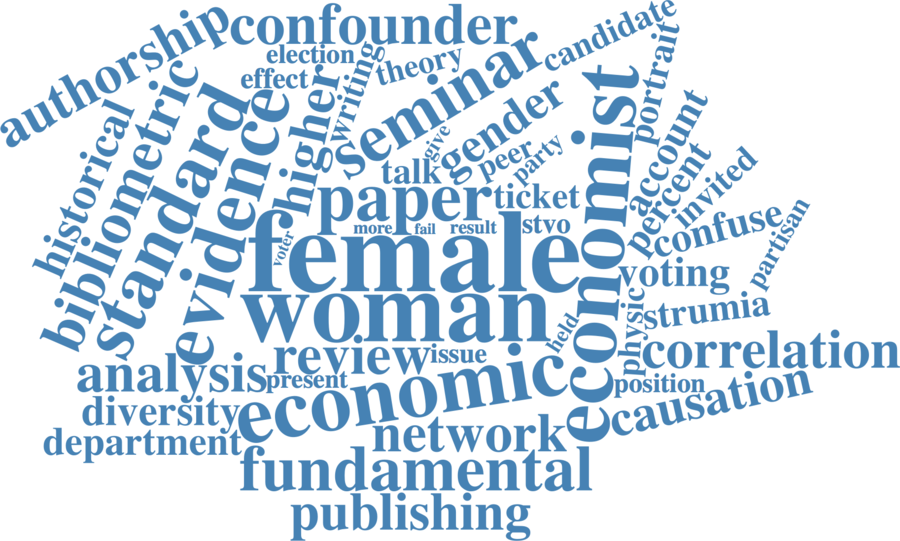 authorship
confounder
election
effect
writing
theory
seminar
candidate
portrait
historical
bibliometric
standard
evidence
higher
give
gender
talk
peer
party
economist
account
percent
invited
paper
ticket
more
fail
result
stvo
voter
female
confuse
partisan
woman
voting
physic
strumia
held
review
issue
correlation
analysis
present
economic
position
causation
diversity
department
network
fundamental
publishing